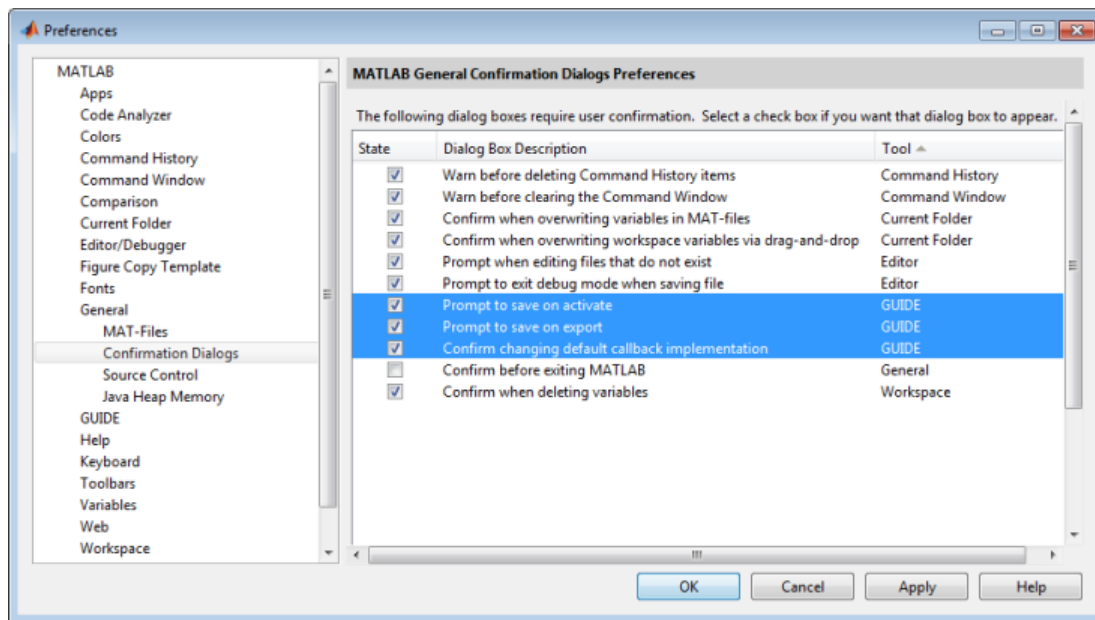 Preferences
MATLAB
Apps
Code Analyzer
Colors
Command History
Command Window
Comparison
Current Folder
Editor/Debugger
Figure Copy Template
Fonts
General
MAT-Files
Confirmation Dialogs
Source Control
Java Heap Memory
GUIDE
Help
Keyboard
Toolbars
Variables
Web
Workspace
MATLAB General Confirmation Dialogs Preferences
The following dialog boxes require user confirmation. Select a check box if you want that dialog box to appear.
State Dialog Box Description Tool
Warn before deleting Command History items Command History
Warn before clearing the Command Window Command Window
Confirm when overwriting variables in MAT-files Current Folder
Confirm when overwriting workspace variables via drag-and-drop Current Folder
Prompt when editing files that do not exist Editor
Prompt to exit debug mode when saving file Editor
Prompt to save on activate GUIDE
Prompt to save on export GUIDE
Confirm changing default callback implementation GUIDE
Confirm before exiting MATLAB General
Confirm when deleting variables Workspace
OK Cancel Apply Help